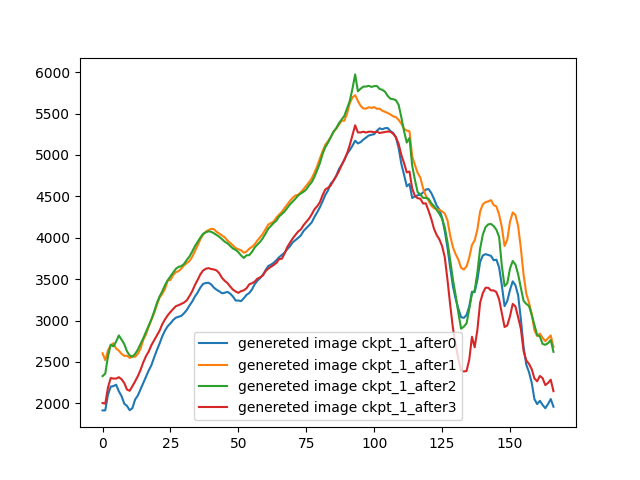 6000
5500
5000
4500
4000
3500
3000
2500
2000
genereted image ckpt_1_after0
genereted image ckpt_1_after1
genereted image ckpt_1_after2
genereted image ckpt_1_after3
0 25 50 75 100 125 150